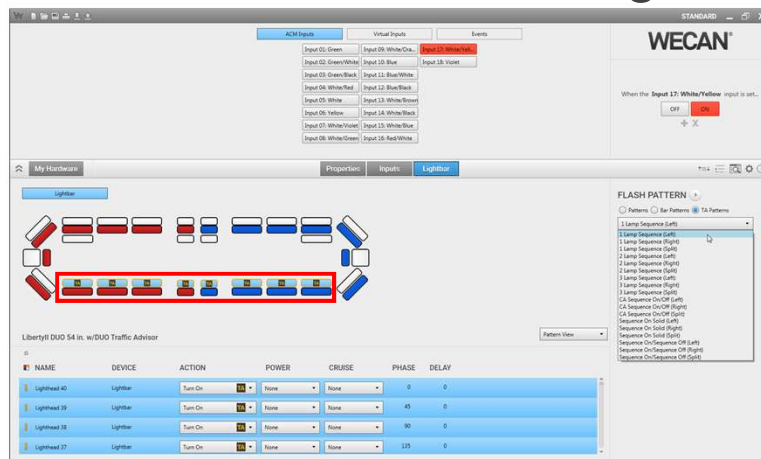 STANDARD
ACM Inputs
Virtual Inputs
Events
Input 01: Green
Input 09: White/Ora...
Input 17: White/Yell...
Input 02: Green/White
Input 10: Blue
Input 18: Violet
Input 03: Green/Black
Input 11: Blue/White
Input 04: White/Red
Input 12: Blue/Black
Input 05: White
Input 13: White/Brown
Input 06: Yellow
Input 14: White/Black
Input 07: White/Violet
Input 15: White/Blue
Input 08: White/Green
Input 16: Red/White
WECAN®
When the Input 17: White/Yellow input is set...
OFF
ON
My Hardware
Properties
Inputs
Lightbar
Lightbar
TA
TA
TA
TA
TA
TA
TA
TA
LibertyII DUO 54 in. w/DUO Traffic Advisor
Pattern View
FLASH PATTERN
Patterns
Bar Patterns
TA Patterns
1 Lamp Sequence (Left)
1 Lamp Sequence (Left)
1 Lamp Sequence (Right)
1 Lamp Sequence (Split)
2 Lamp Sequence (Left)
2 Lamp Sequence (Right)
2 Lamp Sequence (Split)
3 Lamp Sequence (Left)
3 Lamp Sequence (Right)
3 Lamp Sequence (Split)
CA Sequence On/Off (Left)
CA Sequence On/Off (Right)
CA Sequence On/Off (Split)
Sequence On Solid (Left)
Sequence On Solid (Right)
Sequence On Solid (Split)
Sequence On/Sequence Off (Left)
Sequence On/Sequence Off (Right)
Sequence On/Sequence Off (Split)
NAME
DEVICE
ACTION
POWER
CRUISE
PHASE
DELAY
Lighthead 40
Lightbar
Turn On
TA
None
None
0
0
Lighthead 39
Lightbar
Turn On
TA
None
None
45
0
Lighthead 38
Lightbar
Turn On
TA
None
None
90
0
Lighthead 37
Lightbar
Turn On
TA
None
None
135
0